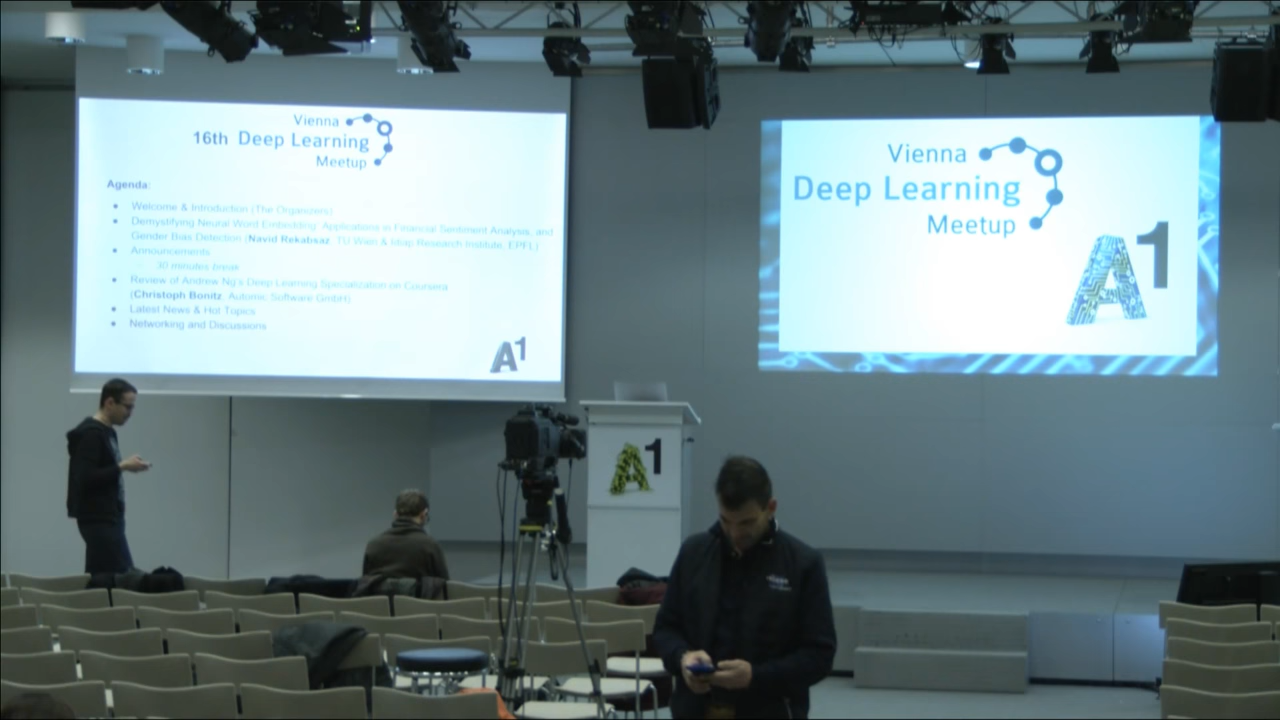 Vienna
16th Deep Learning
Meetup
Agenda:
Welcome & Introduction (The Organizers)
Demystifying Neural Word Embedding: Applications in Financial Sentiment Analysis, and
Gender Bias Detection (Navid Rekabsaz, TU Wien & Idiap Research Institute, EPFL)
Announcements
30 minutes break
Review of Andrew Ng's Deep Learning Specialization on Coursera
(Christoph Bonitz, Automic Software GmbH)
Latest News & Hot Topics
Networking and Discussions
A1
Vienna
Deep Learning
Meetup
A1
A1